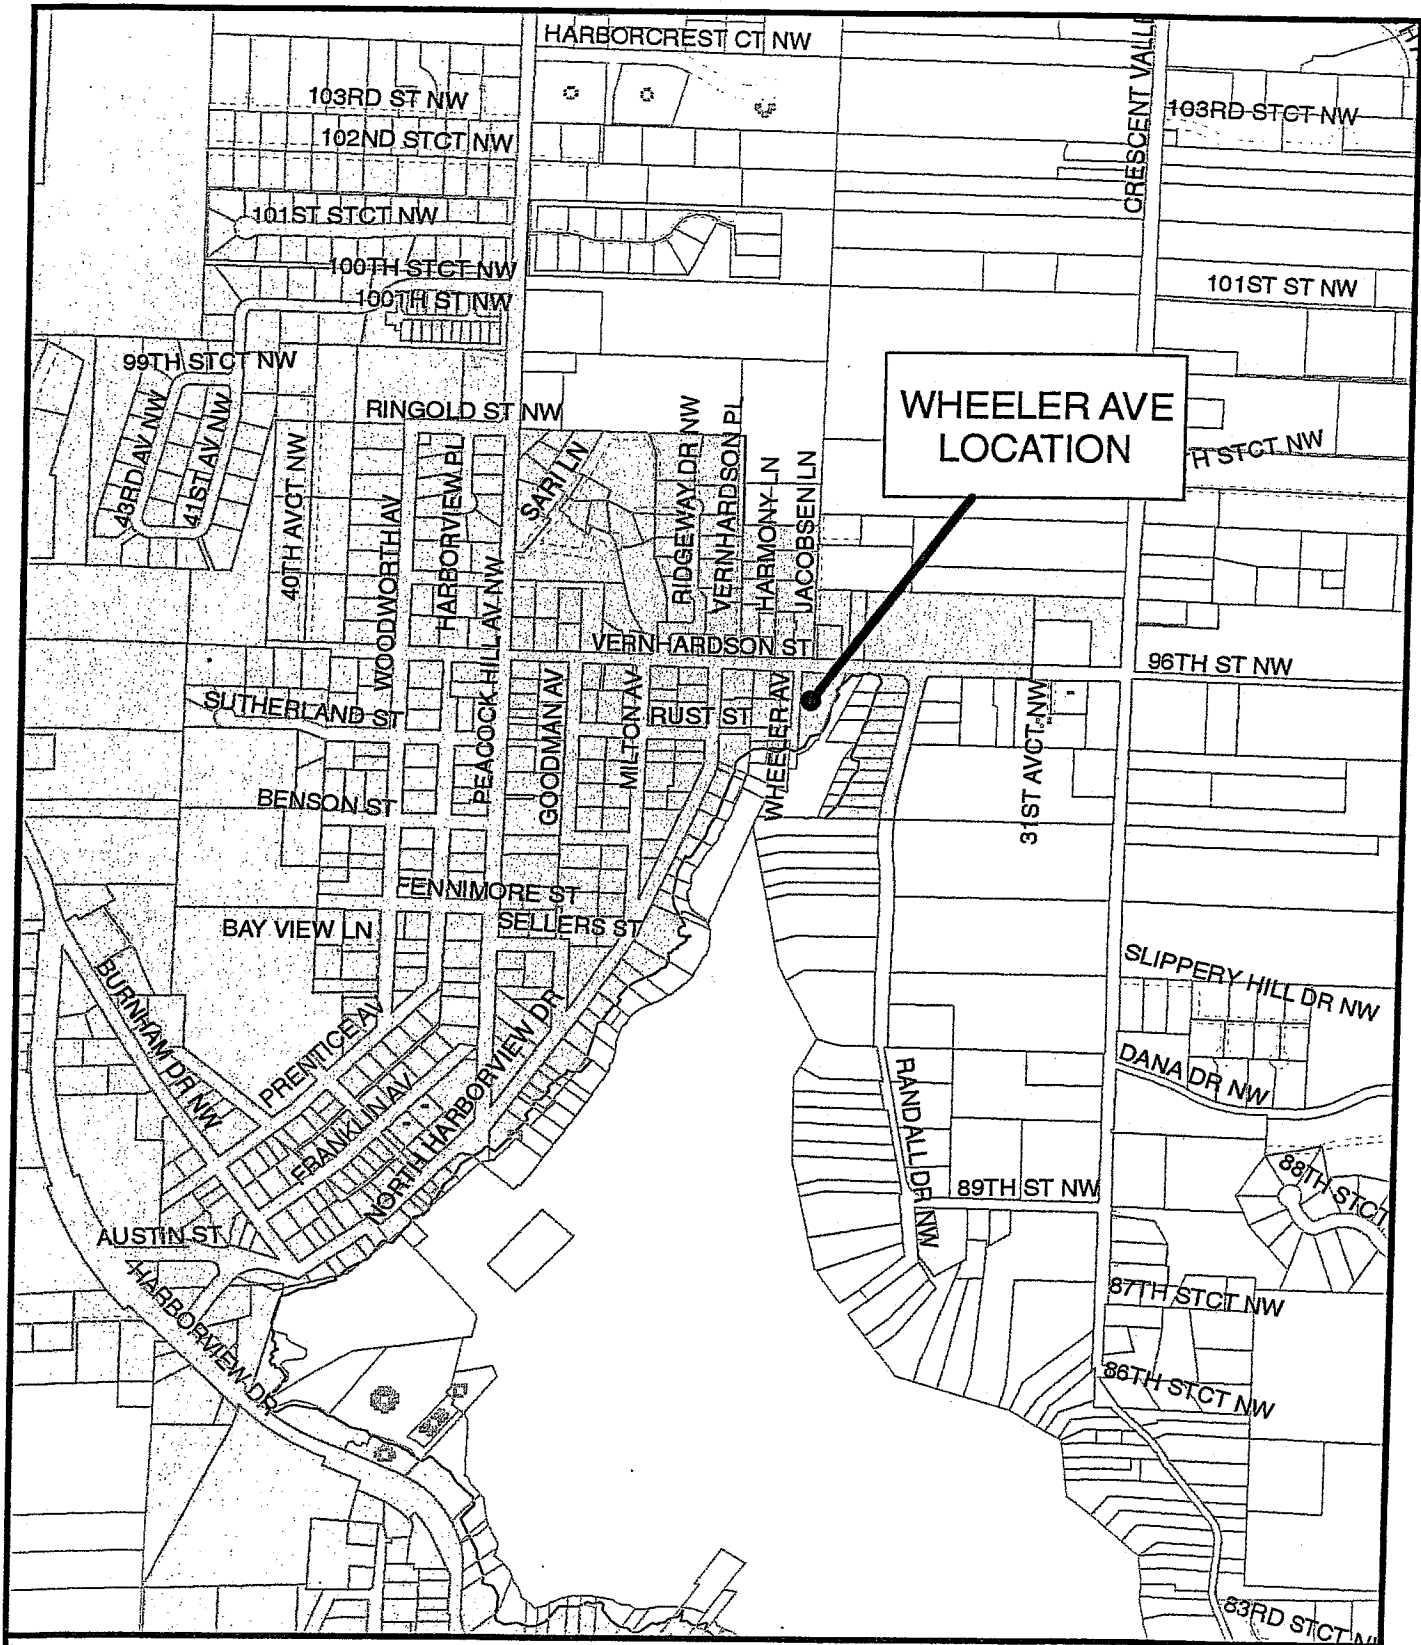 HARBORCREST CT NW
CRESCENT VALLE
103RD ST NW
103RD STCT NW
102ND STCT NW
101ST STCT NW
100TH STCT NW
100TH ST NW
101ST ST NW
99TH STCT NW
WHEELER AVE
LOCATION
RINGOLD ST NW
43RD AV NW
41ST AV NW
40TH AVCT NW
WOODWORTH AV
HARBORVIEW PL
PEACOCK HILL AV NW
SARI LN
RIDGEWAY DR NW
VERNHARDSON PL
HARMONY LN
JACOBSEN LN
H STCT NW
VERNHARDSON ST
96TH ST NW
SUTHERLAND ST
GOODMAN AV
MILTON AV
RUST ST
WHEELER AV
31ST AVCT NW
BENSON ST
FENNIMORE ST
BAY VIEW LN
SELLERS ST
SLIPPERY HILL DR NW
BURNHAM DR NW
PRENTICE AV
FRANKLIN AV
NORTH HARBORVIEW DR
RANDALL DR NW
DANA DR NW
88TH STCT
89TH ST NW
AUSTIN ST
HARBORVIEW DR
87TH STCT NW
86TH STCT NW
83RD STCT N